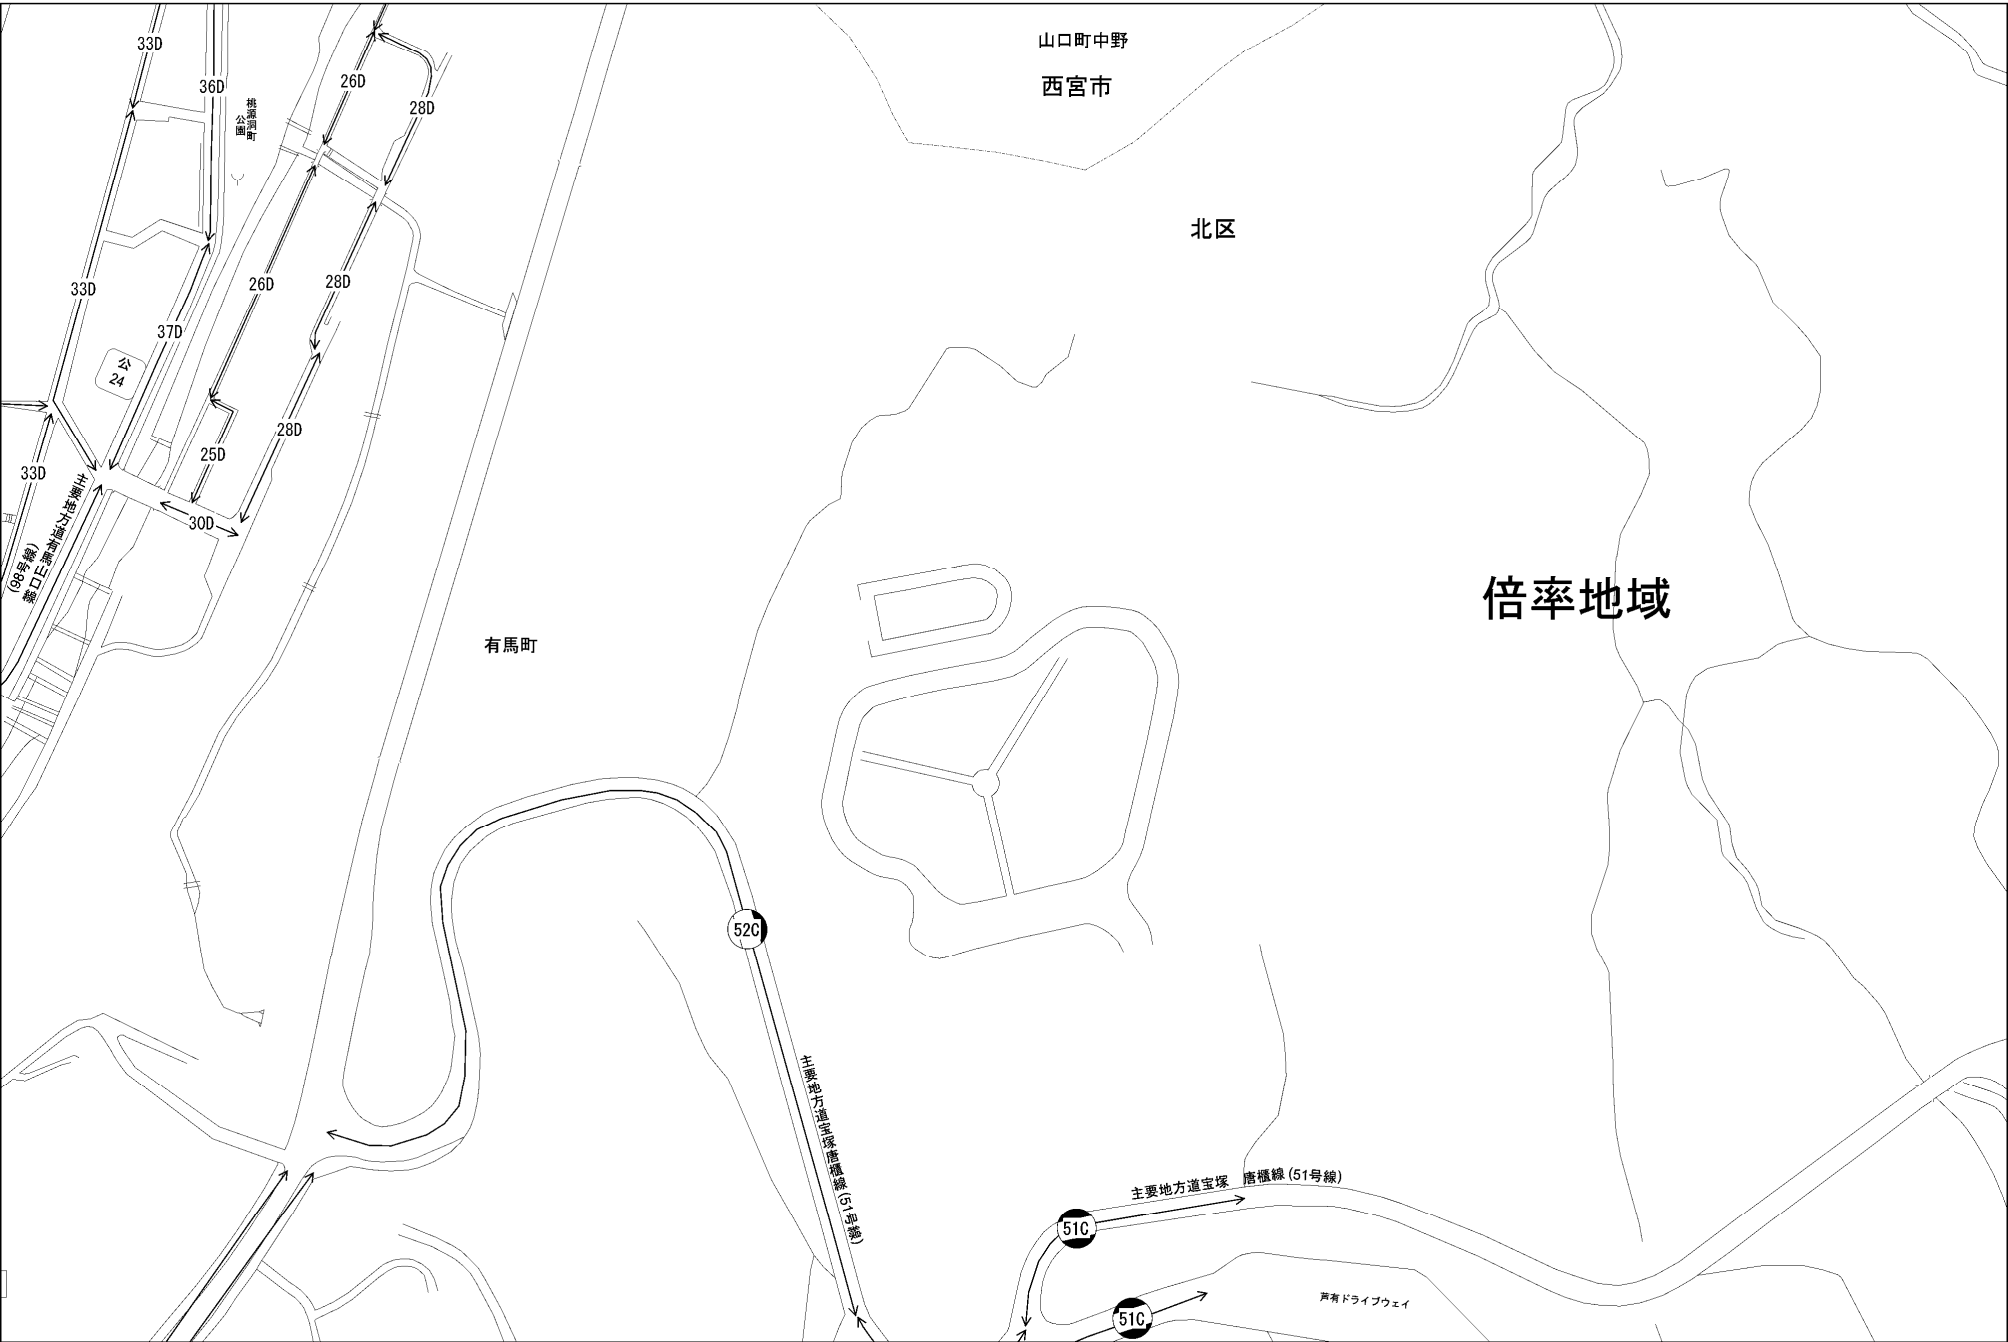 山口町中野
西宮市
33D
36D
26D
28D
桃源洞町
公園
北区
33D
26D
28D
37D
公
24
28D
25D
33D
30D
主要地方道有馬
山口線
(98号線)
倍率地域
有馬町
52C
主要地方道宝塚唐櫃線(51号線)
主要地方道宝塚 唐櫃線(51号線)
51C
芦有ドライブウェイ
51C